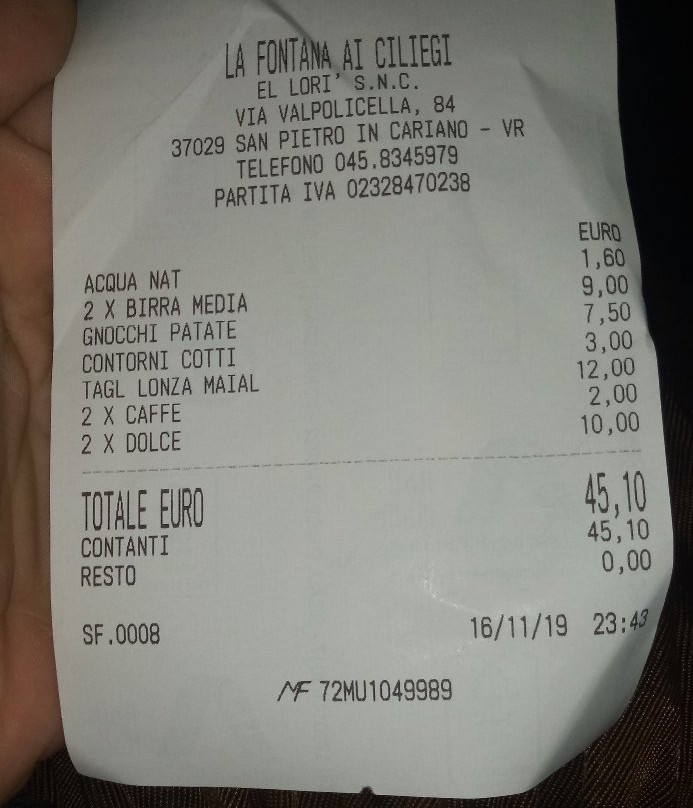 LA FONTANA AI CILIEGI
EL LORI' S.N.C.
VIA VALPOLICELLA, 84
37029 SAN PIETRO IN CARIANO - VR
TELEFONO 045.8345979
PARTITA IVA 02328470238
EURO
ACQUA NAT 1,60
2 X BIRRA MEDIA 9,00
GNOCCHI PATATE 7,50
CONTORNI COTTI 3,00
TAGL LONZA MAIAL 12,00
2 X CAFFE 2,00
2 X DOLCE 10,00
TOTALE EURO 45,10
CONTANTI 45,10
RESTO 0,00
SF.0008 16/11/19 23:43
MF 72MU1049989